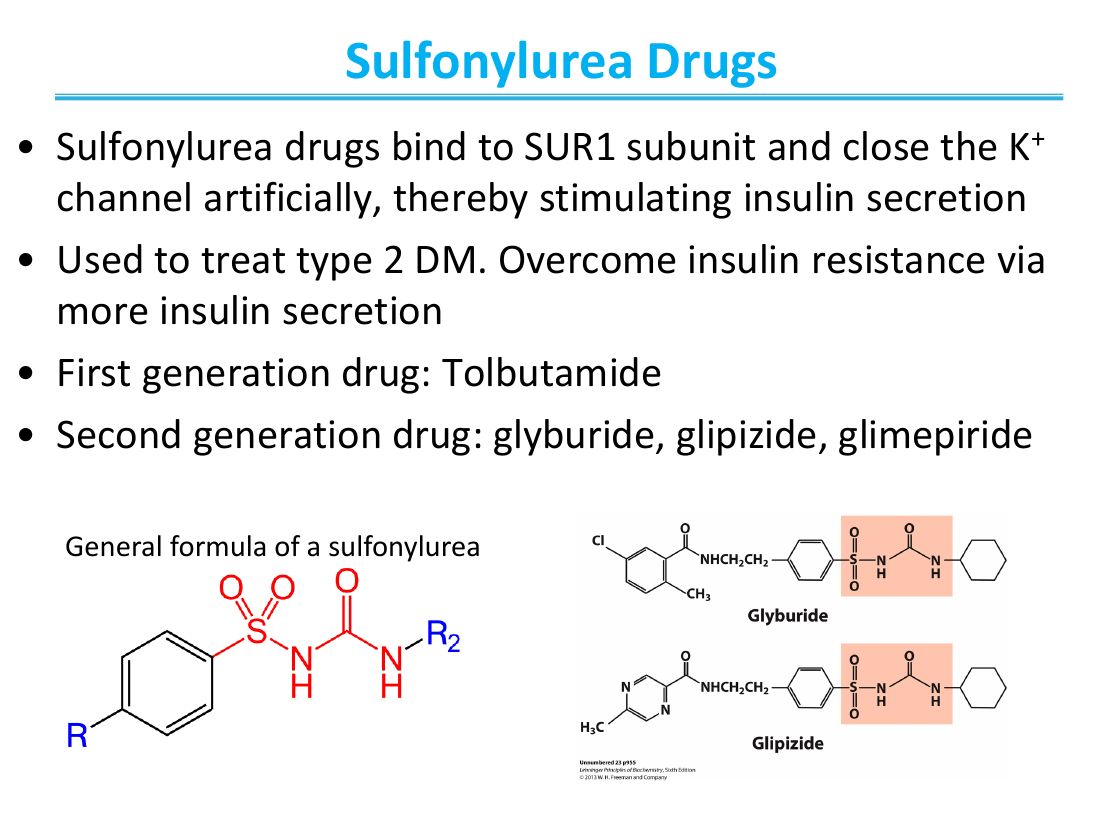 Sulfonylurea Drugs
• Sulfonylurea drugs bind to SUR1 subunit and close the K⁺
channel artificially, thereby stimulating insulin secretion
• Used to treat type 2 DM. Overcome insulin resistance via
more insulin secretion
• First generation drug: Tolbutamide
• Second generation drug: glyburide, glipizide, glimepiride
General formula of a sulfonylurea
O O O
S
N N R₂
H H
R
Cl O O O
NHCH₂CH₂ S N N
H H
O
CH₃
Glyburide
O O O
N NHCH₂CH₂ S N N
H H
N O
H₃C
Glipizide
Unnumbered 23 p955
Lehninger Principles of Biochemistry, Sixth Edition
© 2013 W. H. Freeman and Company